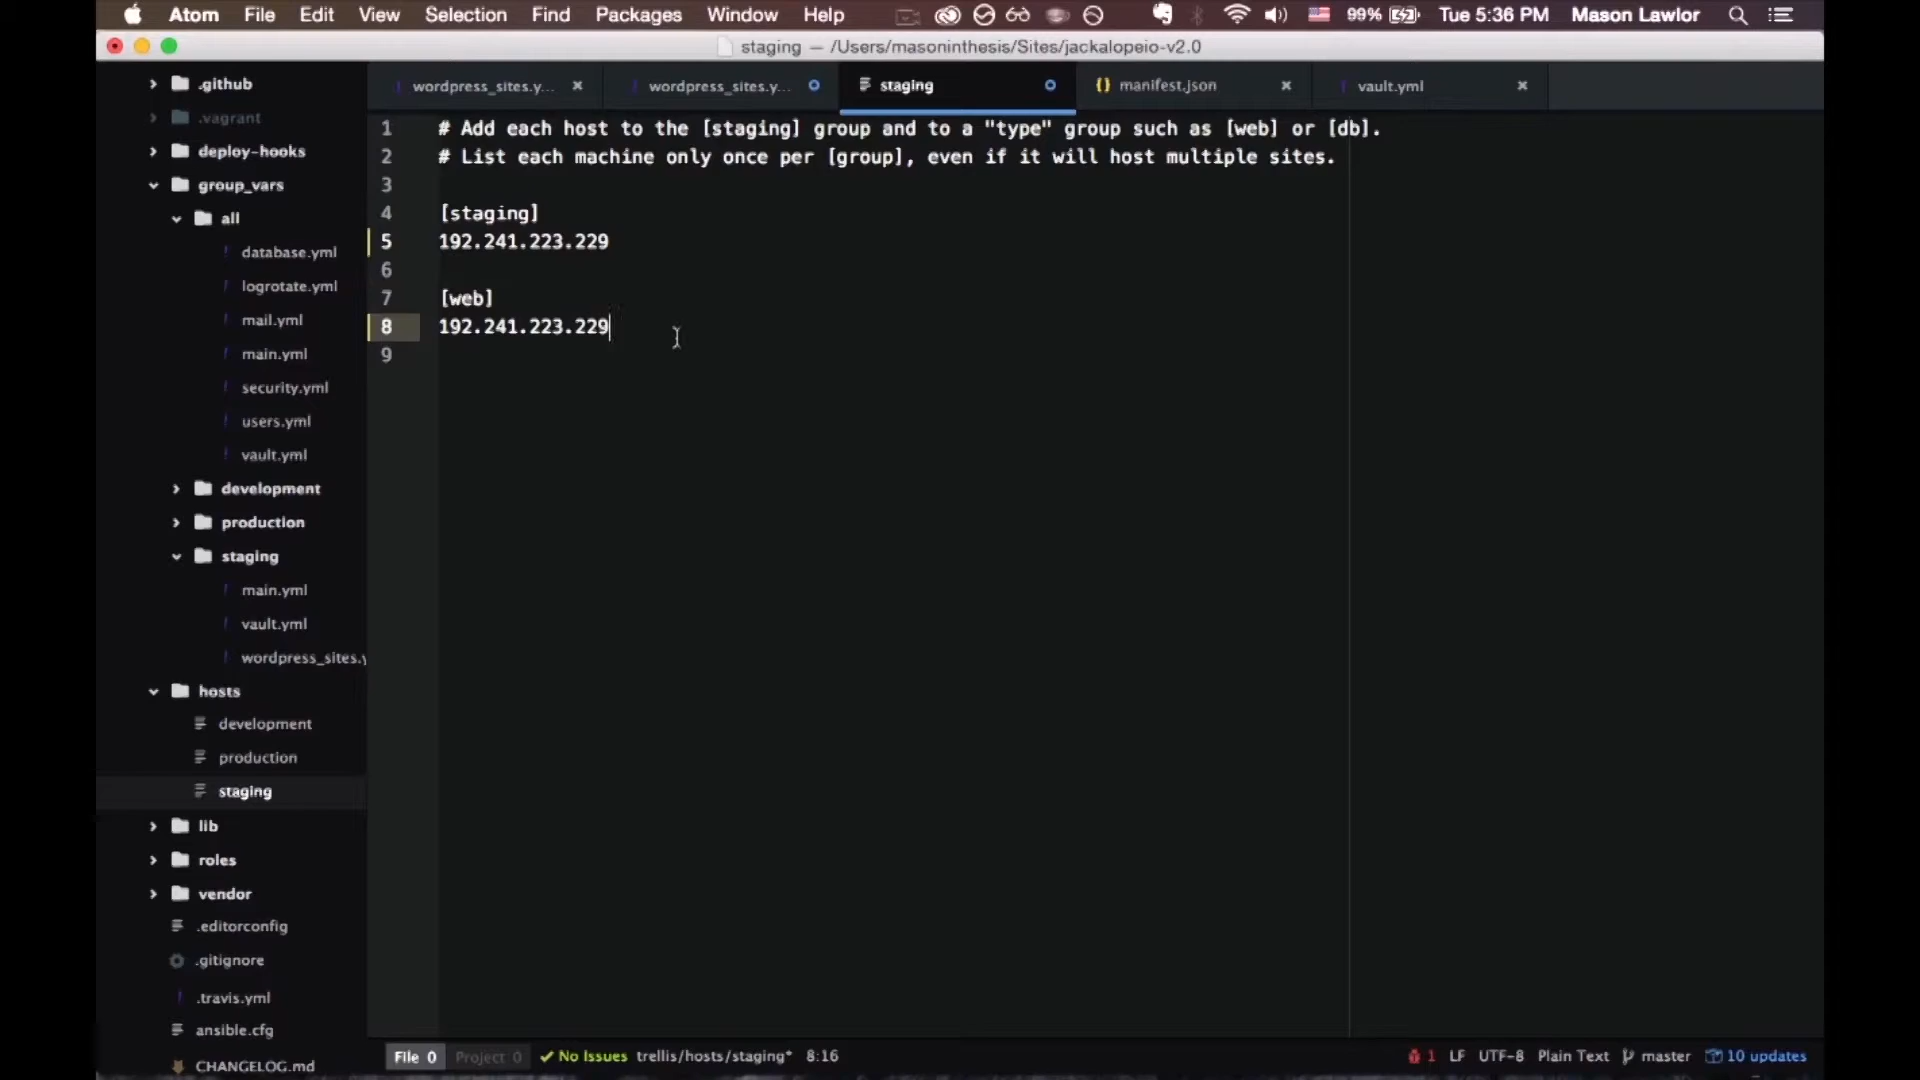 Atom File Edit View Selection Find Packages Window Help 99% Tue 5:36 PM Mason Lawlor
staging — /Users/masoninthesis/Sites/jackalopeio-v2.0
wordpress_sites.y...
wordpress_sites.y...
staging
{} manifest.json
vault.yml
.github
.vagrant
deploy-hooks
group_vars
all
database.yml
logrotate.yml
mail.yml
main.yml
security.yml
users.yml
vault.yml
development
production
staging
main.yml
vault.yml
wordpress_sites.y
hosts
development
production
staging
lib
roles
vendor
.editorconfig
.gitignore
.travis.yml
ansible.cfg
CHANGELOG.md
1 # Add each host to the [staging] group and to a "type" group such as [web] or [db].
2 # List each machine only once per [group], even if it will host multiple sites.
3
4 [staging]
5 192.241.223.229
6
7 [web]
8 192.241.223.229
9
File 0 Project 0 No Issues trellis/hosts/staging* 8:16 1 LF UTF-8 Plain Text master 10 updates